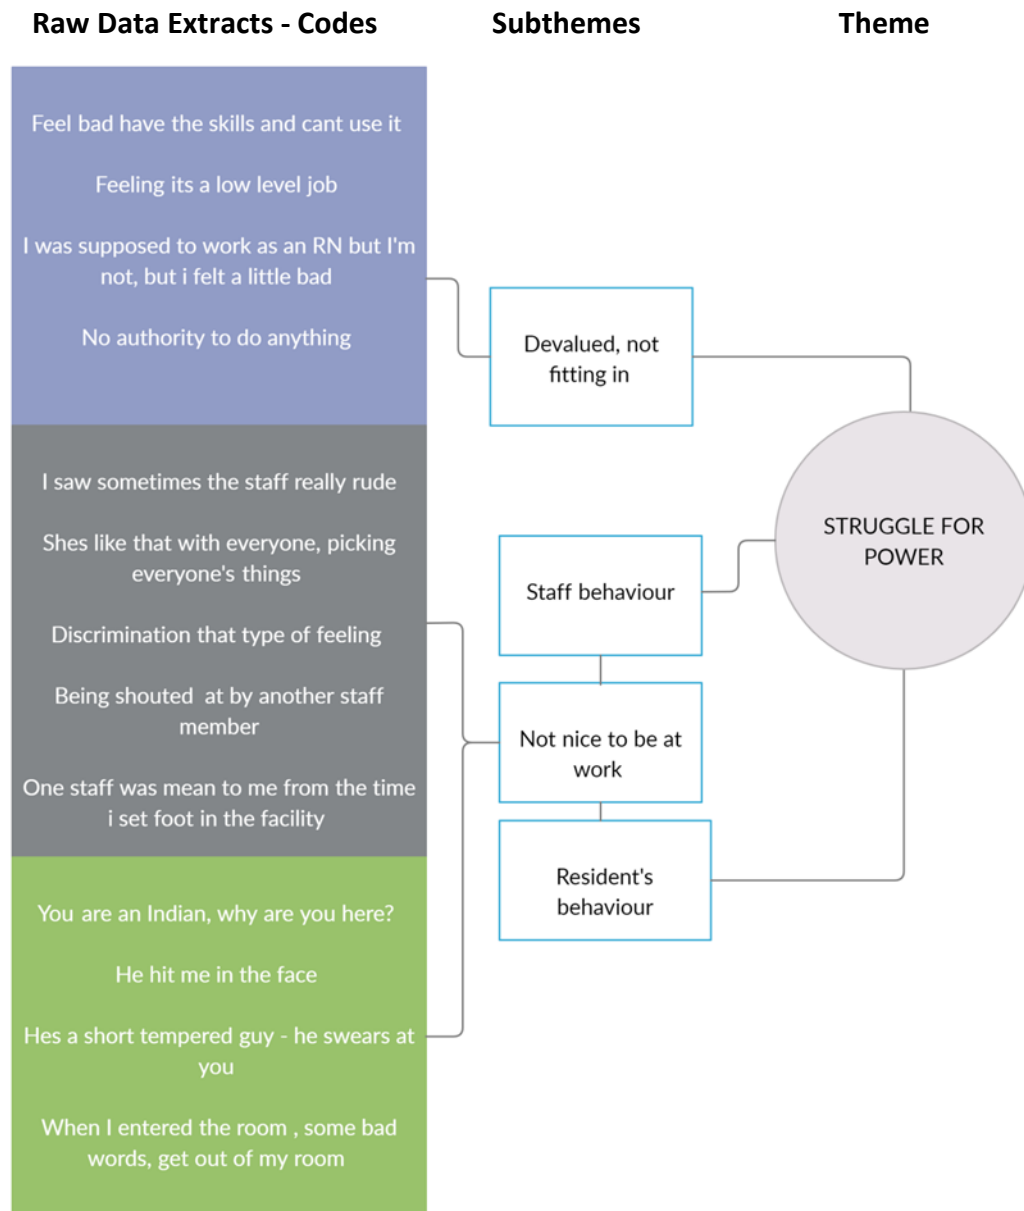 Raw Data Extracts - Codes
Subthemes
Theme
Feel bad have the skills and cant use it
Feeling its a low level job
I was supposed to work as an RN but I'm
not, but i felt a little bad
No authority to do anything
I saw sometimes the staff really rude
Shes like that with everyone, picking
everyone's things
Discrimination that type of feeling
Being shouted at by another staff
member
One staff was mean to me from the time
i set foot in the facility
You are an Indian, why are you here?
He hit me in the face
Hes a short tempered guy - he swears at
you
When I entered the room , some bad
words, get out of my room
Devalued, not
fitting in
Staff behaviour
Not nice to be at
work
Resident's
behaviour
STRUGGLE FOR
POWER